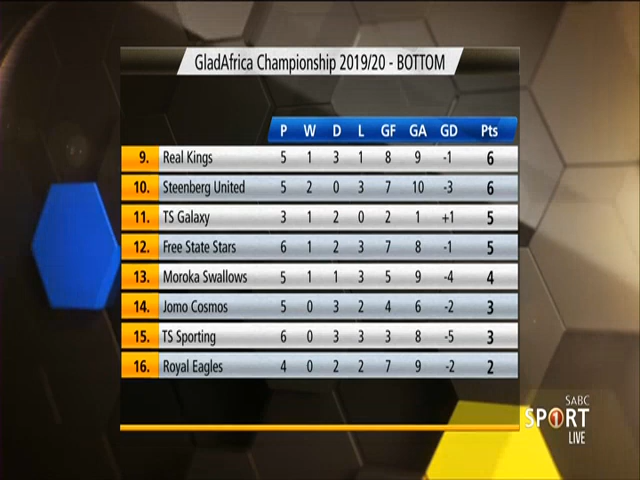 GladAfrica Championship 2019/20 - BOTTOM
P W D L GF GA GD Pts
9. Real Kings 5 1 3 1 8 9 -1 6
10. Steenberg United 5 2 0 3 7 10 -3 6
11. TS Galaxy 3 1 2 0 2 1 +1 5
12. Free State Stars 6 1 2 3 7 8 -1 5
13. Moroka Swallows 5 1 1 3 5 9 -4 4
14. Jomo Cosmos 5 0 3 2 4 6 -2 3
15. TS Sporting 6 0 3 3 3 8 -5 3
16. Royal Eagles 4 0 2 2 7 9 -2 2
SABC
SP1RT
LIVE